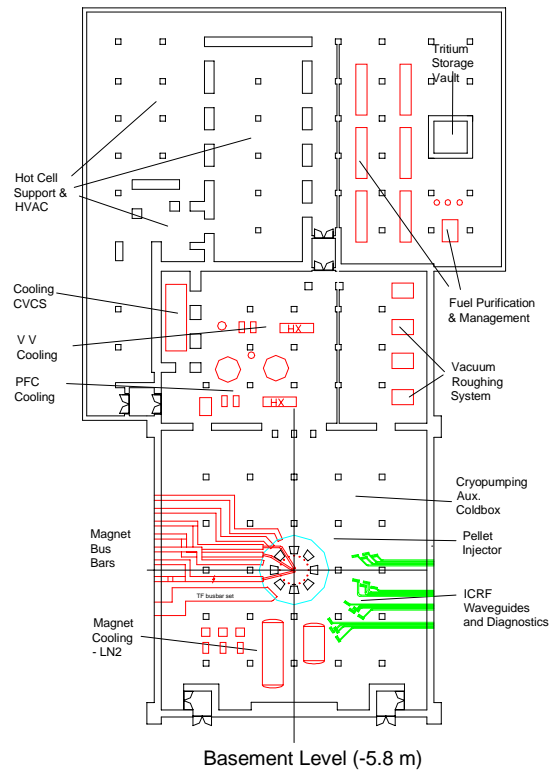 Tritium
Storage
Vault
Hot Cell
Support &
HVAC
Cooling
CVCS
Fuel Purification
& Management
V V
Cooling
HX
PFC
Cooling
HX
Vacuum
Roughing
System
Cryopumping
Aux.
Coldbox
Magnet
Bus
Bars
Pellet
Injector
TF busbar set
ICRF
Waveguides
and Diagnostics
Magnet
Cooling
- LN2
Basement Level (-5.8 m)